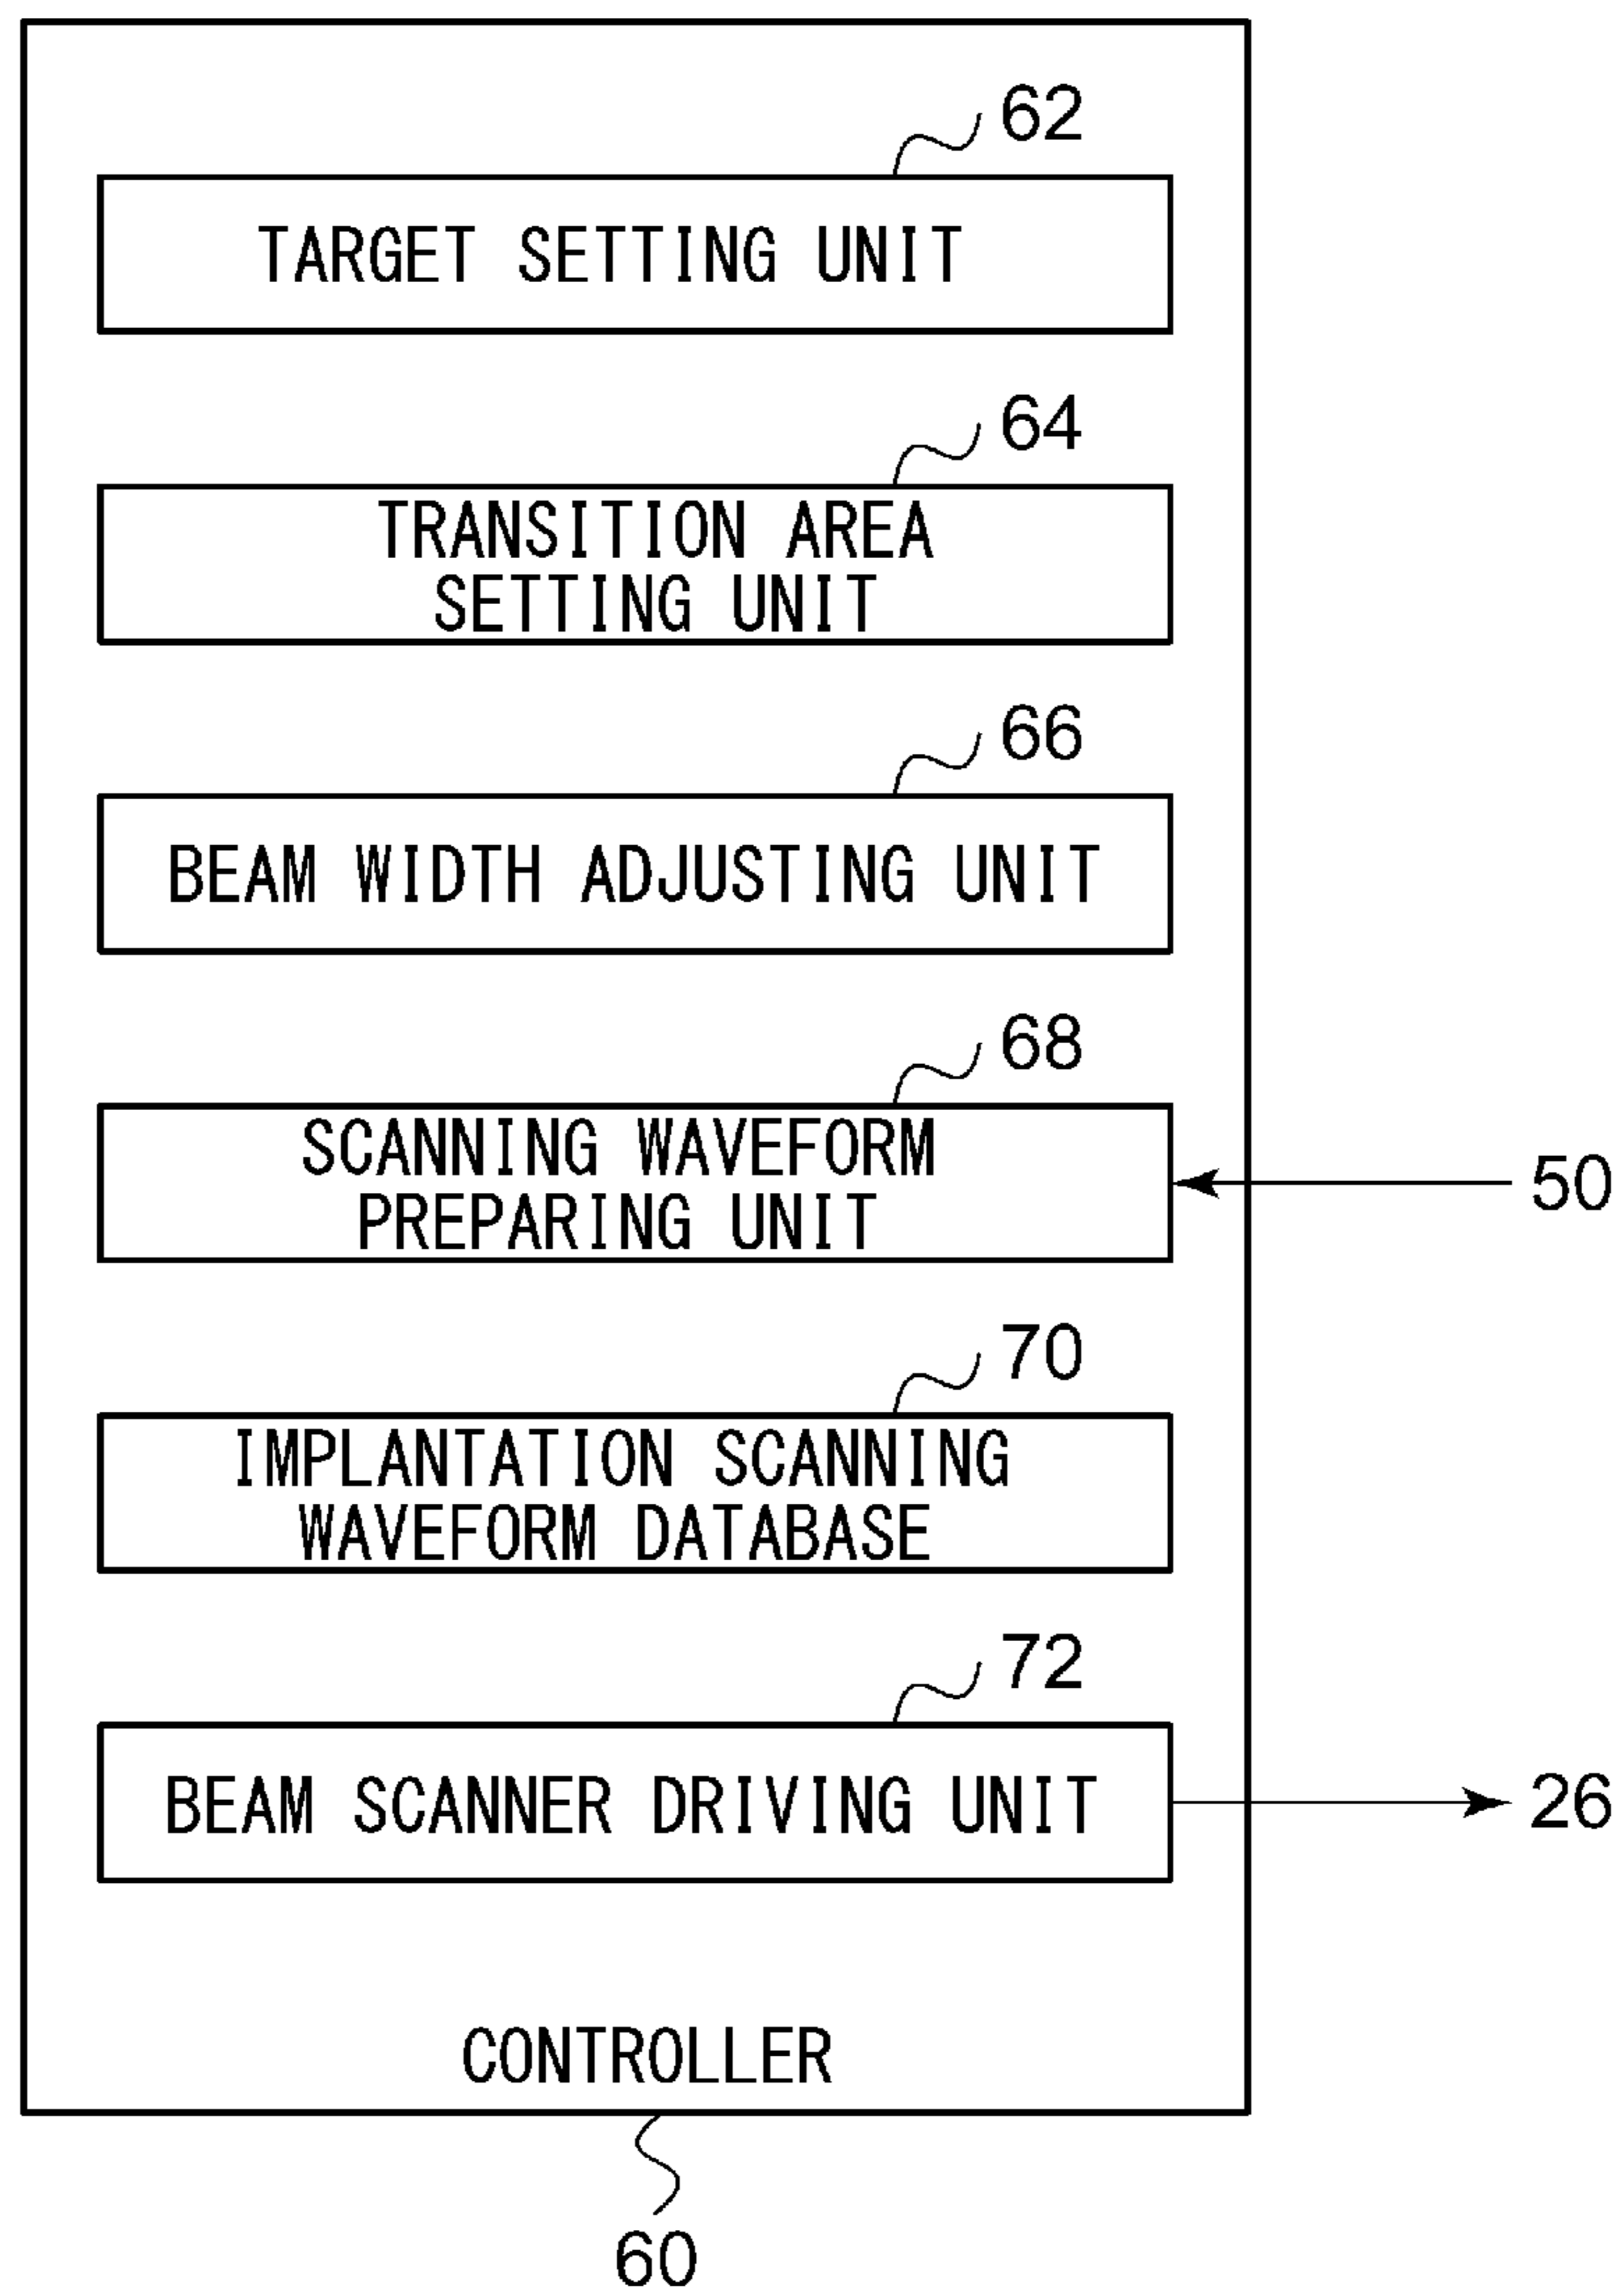 62
TARGET SETTING UNIT
64
TRANSITION AREA
SETTING UNIT
66
BEAM WIDTH ADJUSTING UNIT
68
SCANNING WAVEFORM
PREPARING UNIT
50
70
IMPLANTATION SCANNING
WAVEFORM DATABASE
72
BEAM SCANNER DRIVING UNIT
26
CONTROLLER
60